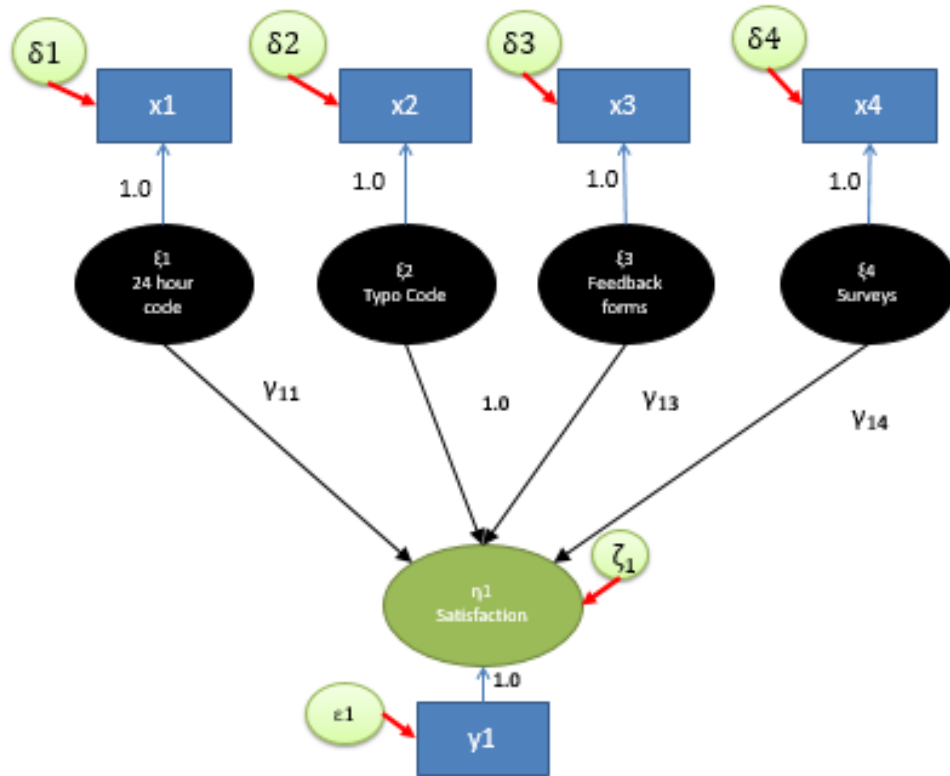 δ1
δ2
δ3
δ4
x1
x2
x3
x4
1.0
1.0
1.0
1.0
ξ1
24 hour
code
ξ2
Typo Code
ξ3
Feedback
forms
ξ4
Surveys
γ11
1.0
γ13
γ14
ζ1
η1
Satisfaction
1.0
ε1
y1